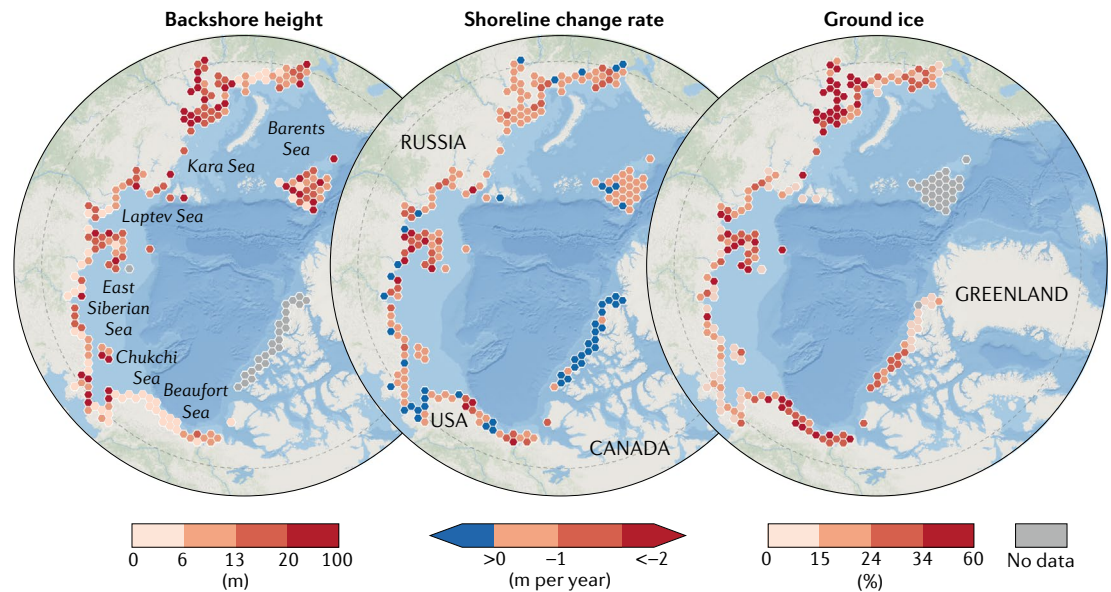 Backshore height
Shoreline change rate
Ground ice
Barents
Sea
Kara Sea
Laptev Sea
East
Siberian
Sea
Chukchi
Sea
Beaufort
Sea
RUSSIA
USA
CANADA
GREENLAND
0 6 13 20 100
(m)
>0 −1 <−2
(m per year)
0 15 24 34 60
(%)
No data